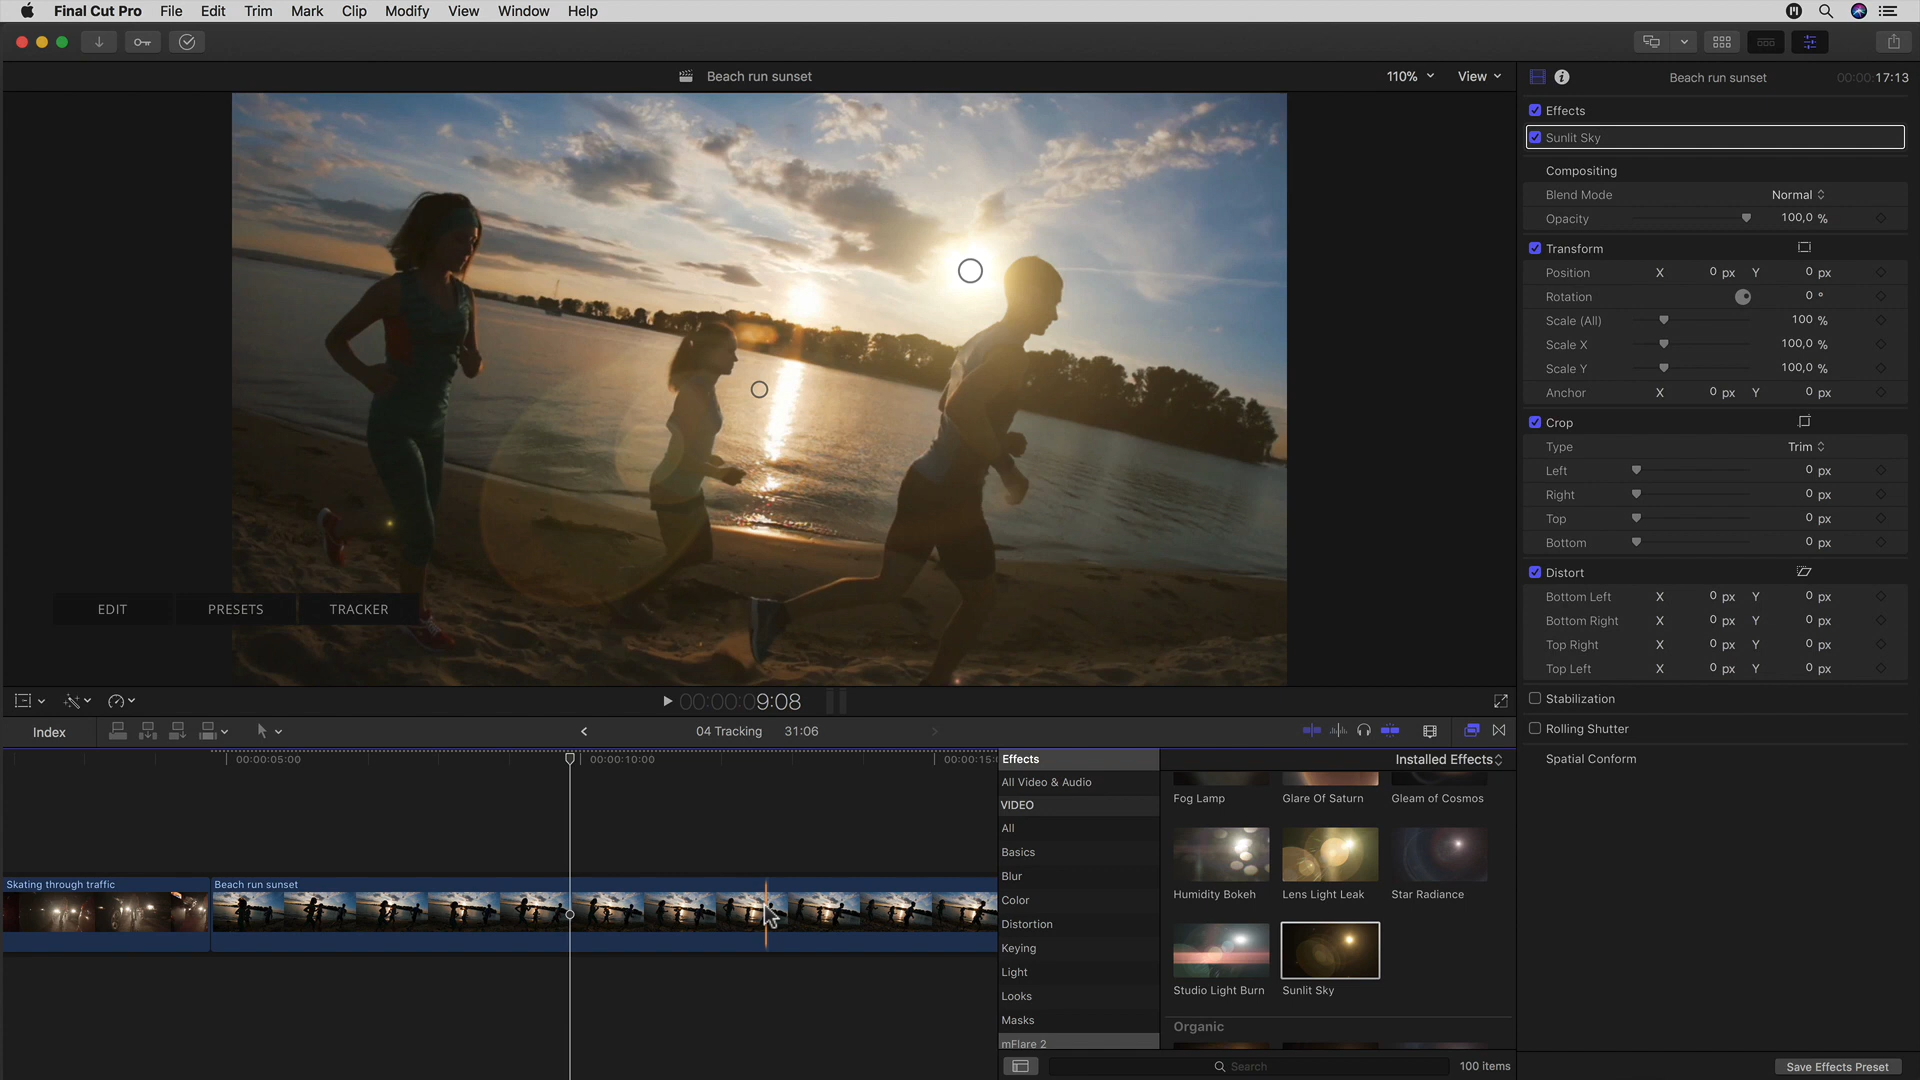 Final Cut Pro File Edit Trim Mark Clip Modify View Window Help
Beach run sunset 110% View
Beach run sunset 00:00:17:13
Effects
Sunlit Sky
Compositing
Blend Mode Normal
Opacity 100,0 %
Transform
Position X 0 px Y 0 px
Rotation 0 °
Scale (All) 100 %
Scale X 100,0 %
Scale Y 100,0 %
Anchor X 0 px Y 0 px
Crop
Type Trim
Left 0 px
Right 0 px
Top 0 px
Bottom 0 px
Distort
Bottom Left X 0 px Y 0 px
Bottom Right X 0 px Y 0 px
Top Right X 0 px Y 0 px
Top Left X 0 px Y 0 px
Stabilization
Rolling Shutter
Spatial Conform
Save Effects Preset
EDIT PRESETS TRACKER
00:00:09:08
Index 04 Tracking 31:06
00:00:05:00 00:00:10:00 00:00:15:
Skating through traffic Beach run sunset
Effects
All Video & Audio
VIDEO
All
Basics
Blur
Color
Distortion
Keying
Light
Looks
Masks
mFlare 2
Installed Effects
Fog Lamp Glare Of Saturn Gleam of Cosmos
Humidity Bokeh Lens Light Leak Star Radiance
Studio Light Burn Sunlit Sky
Organic
Search 100 items